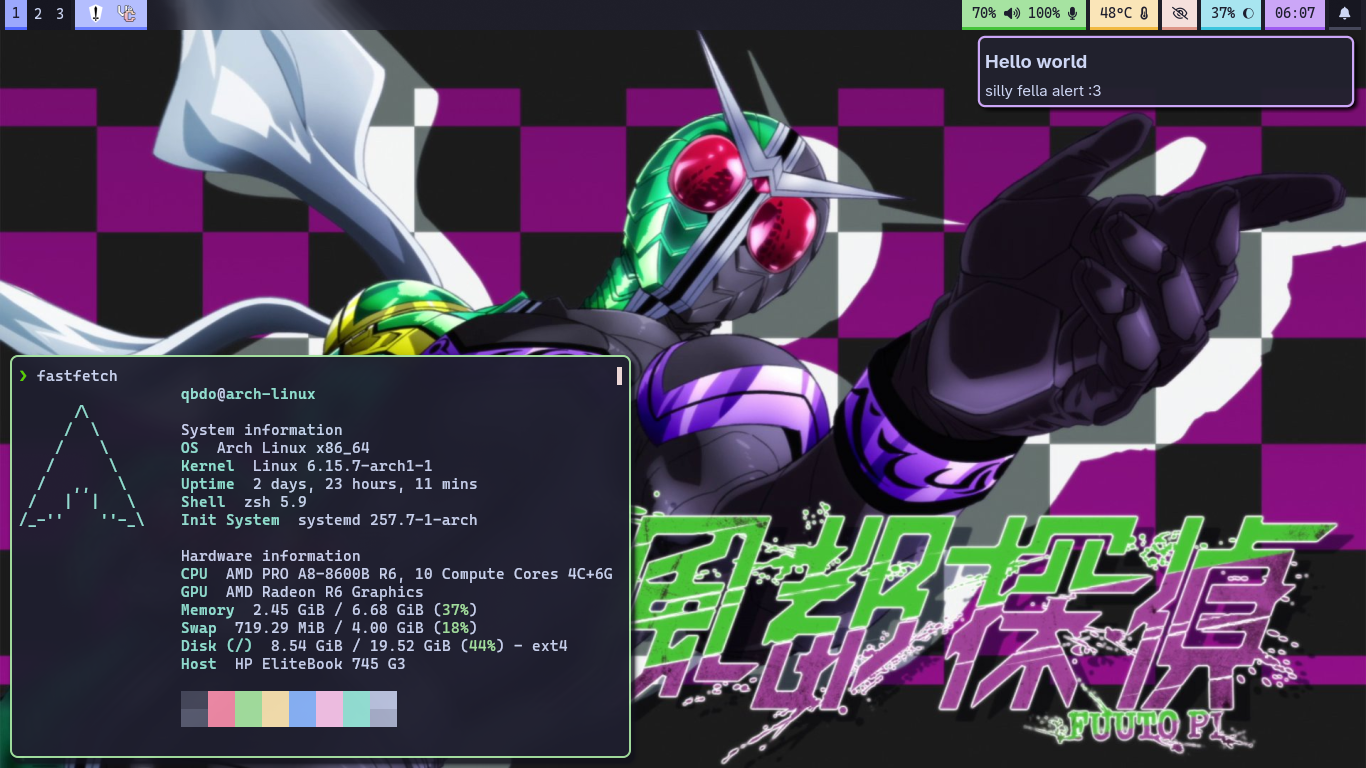 1 2 3
70% 100% 48°C 37% 06:07
Hello world
silly fella alert :3
❯ fastfetch
qbdo@arch-linux
System information
OS Arch Linux x86_64
Kernel Linux 6.15.7-arch1-1
Uptime 2 days, 23 hours, 11 mins
Shell zsh 5.9
Init System systemd 257.7-1-arch
Hardware information
CPU AMD PRO A8-8600B R6, 10 Compute Cores 4C+6G
GPU AMD Radeon R6 Graphics
Memory 2.45 GiB / 6.68 GiB (37%)
Swap 719.29 MiB / 4.00 GiB (18%)
Disk (/) 8.54 GiB / 19.52 GiB (44%) - ext4
Host HP EliteBook 745 G3
風都探偵
FUUTO PI